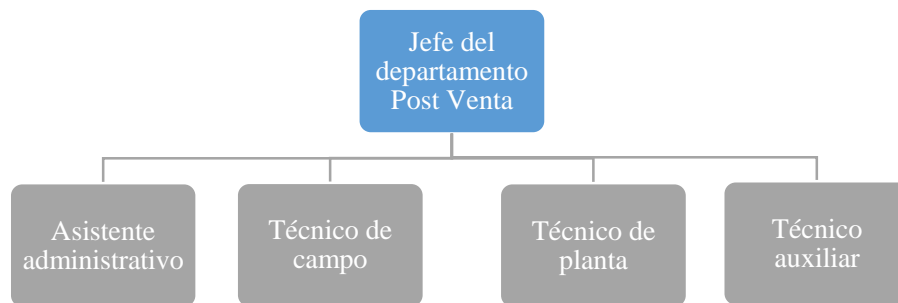 Jefe del
departamento
Post Venta
Asistente
administrativo
Técnico de
campo
Técnico de
planta
Técnico
auxiliar